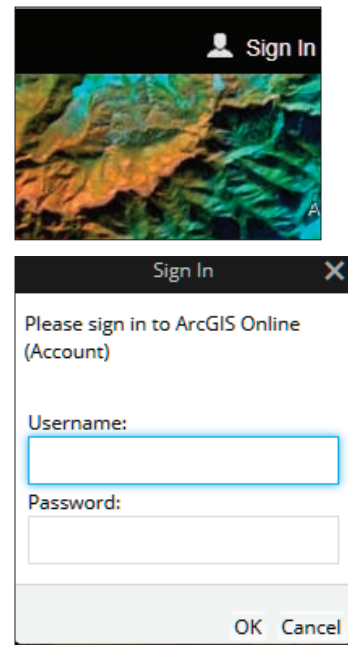 Sign In
A
Sign In
Please sign in to ArcGIS Online
(Account)
Username:
Password:
OK Cancel